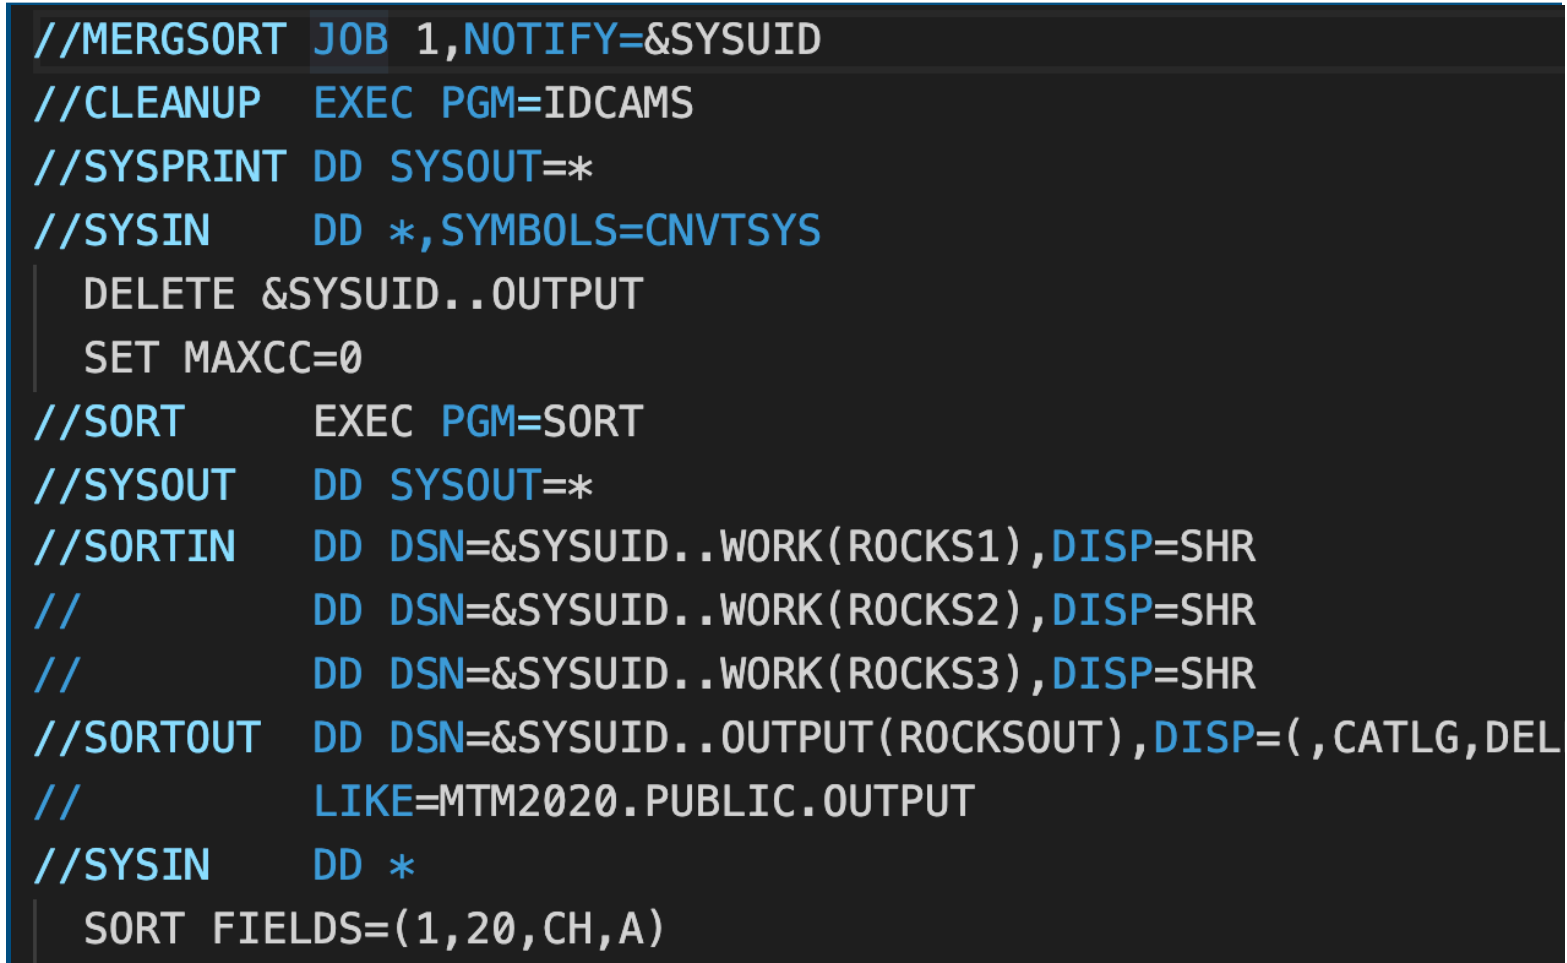 //MERGSORT JOB 1,NOTIFY=&SYSUID
//CLEANUP  EXEC PGM=IDCAMS
//SYSPRINT DD SYSOUT=*
//SYSIN    DD *,SYMBOLS=CNVTSYS
  DELETE &SYSUID..OUTPUT
  SET MAXCC=0
//SORT     EXEC PGM=SORT
//SYSOUT   DD SYSOUT=*
//SORTIN   DD DSN=&SYSUID..WORK(ROCKS1),DISP=SHR
//         DD DSN=&SYSUID..WORK(ROCKS2),DISP=SHR
//         DD DSN=&SYSUID..WORK(ROCKS3),DISP=SHR
//SORTOUT  DD DSN=&SYSUID..OUTPUT(ROCKSOUT),DISP=(,CATLG,DEL
//         LIKE=MTM2020.PUBLIC.OUTPUT
//SYSIN    DD *
  SORT FIELDS=(1,20,CH,A)